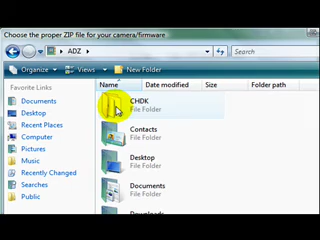 Choose the proper ZIP file for your camera/firmware
ADZ
Search
Organize Views New Folder
Favorite Links
Documents
Desktop
Recent Places
Computer
Pictures
Music
Recently Changed
Searches
Public
Name Date modified Size Folder path
CHDK
File Folder
Contacts
File Folder
Desktop
File Folder
Documents
File Folder
Downloads